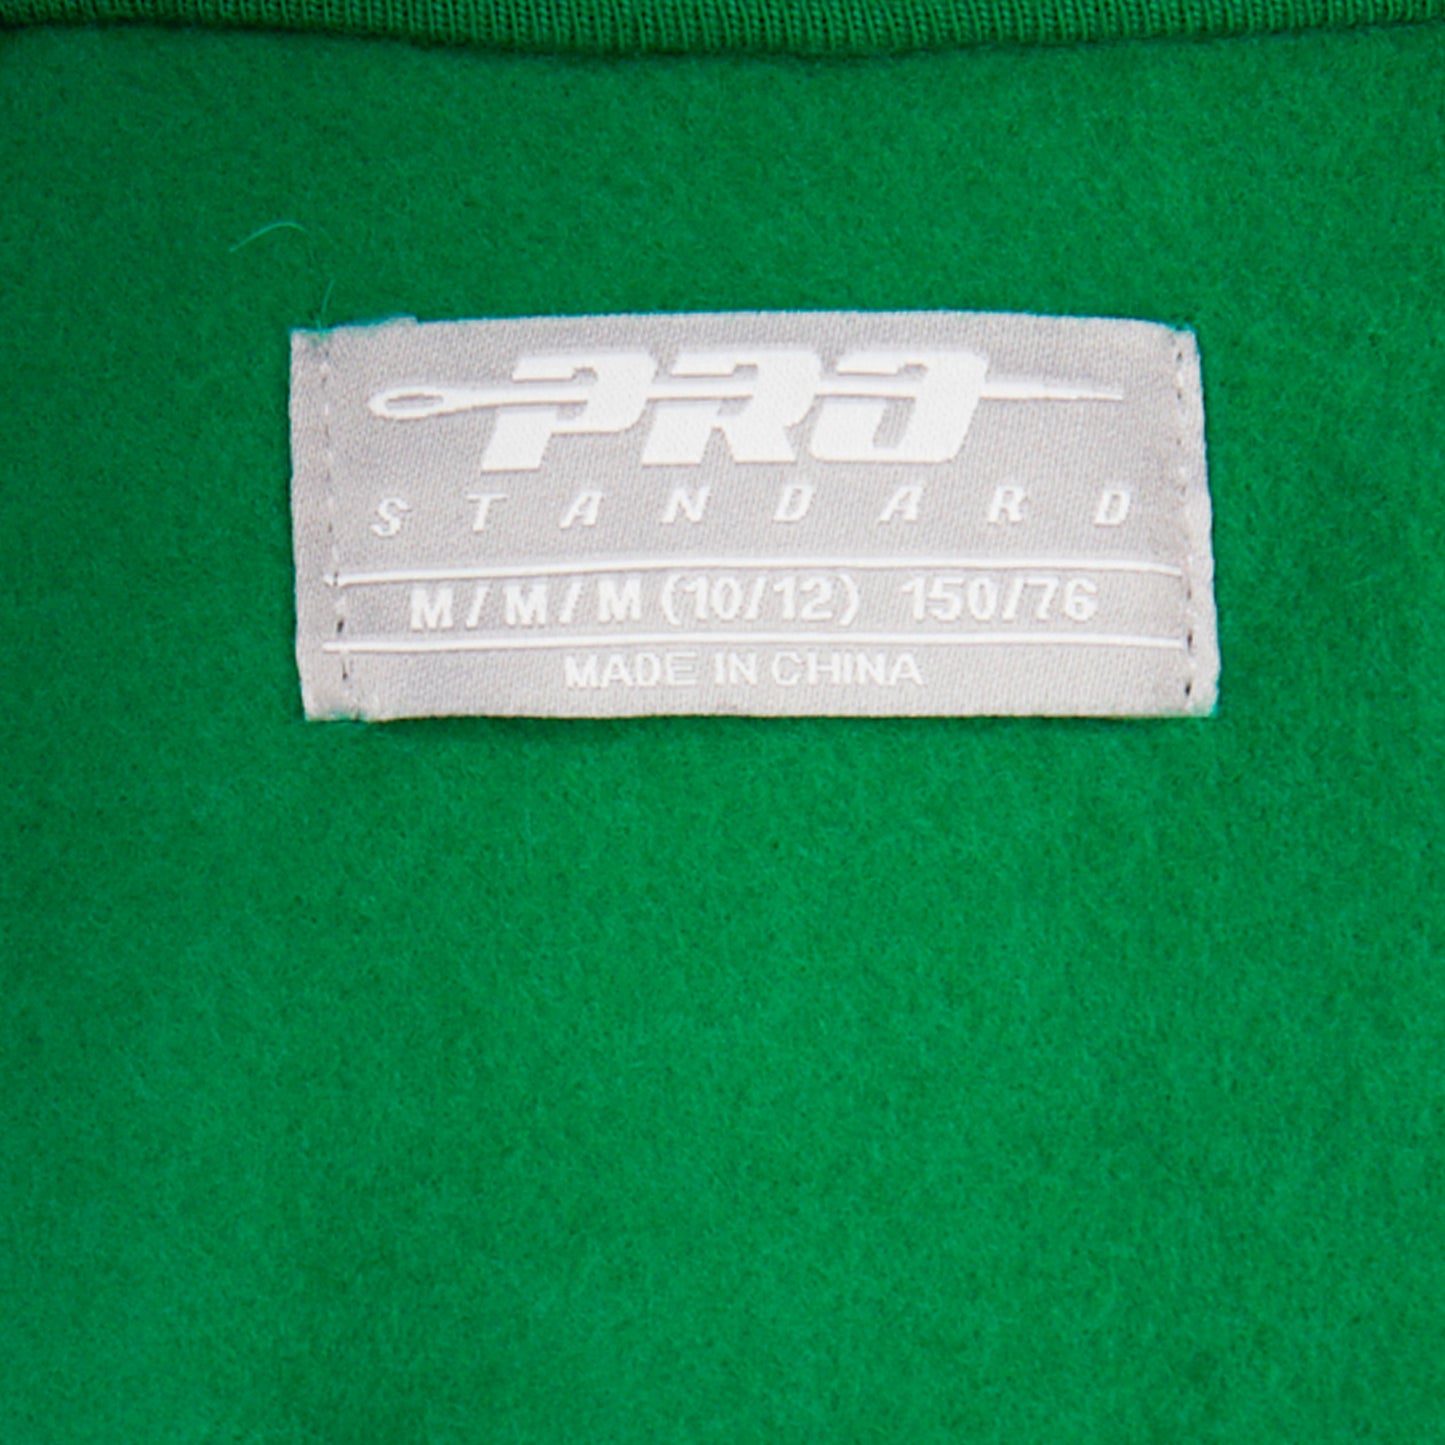 PRO
STANDARD
M/M/M (10/12) 150/76
MADE IN CHINA